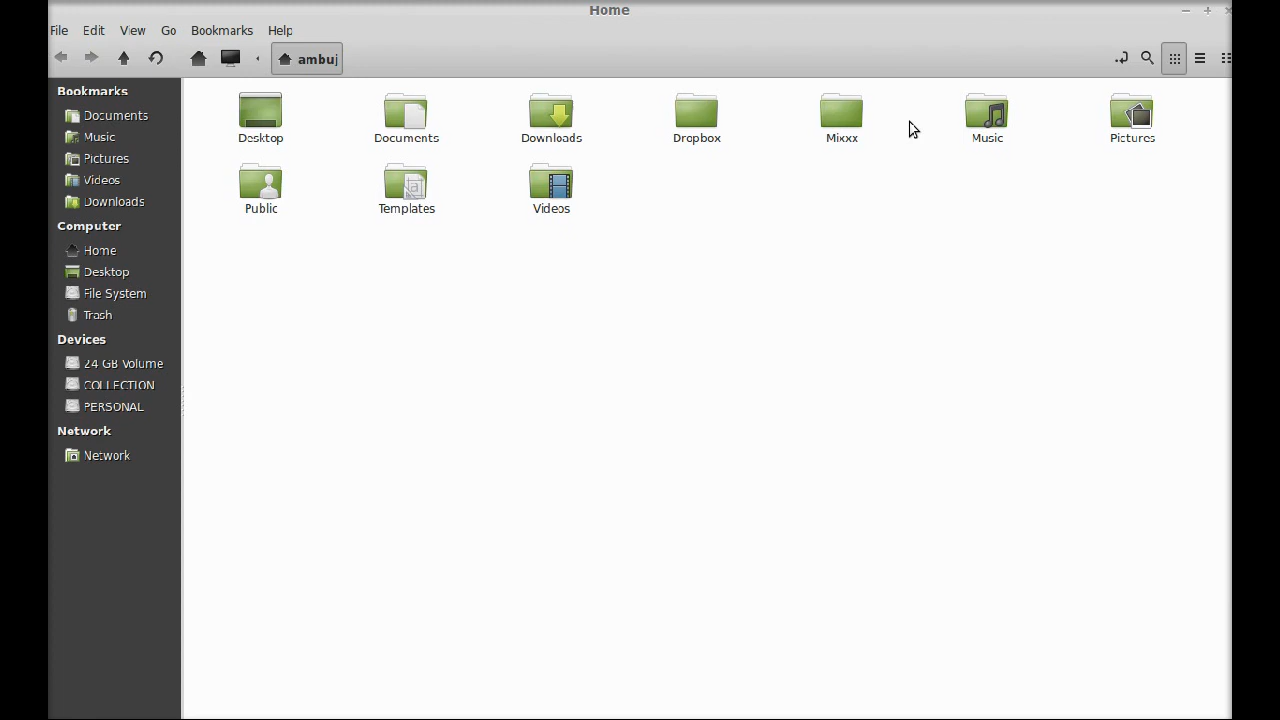 Home
File Edit View Go Bookmarks Help
ambuj
Bookmarks
Documents
Music
Pictures
Videos
Downloads
Computer
Home
Desktop
File System
Trash
Devices
24 GB Volume
COLLECTION
PERSONAL
Network
Network
Desktop Documents Downloads Dropbox Mixxx Music Pictures
Public Templates Videos